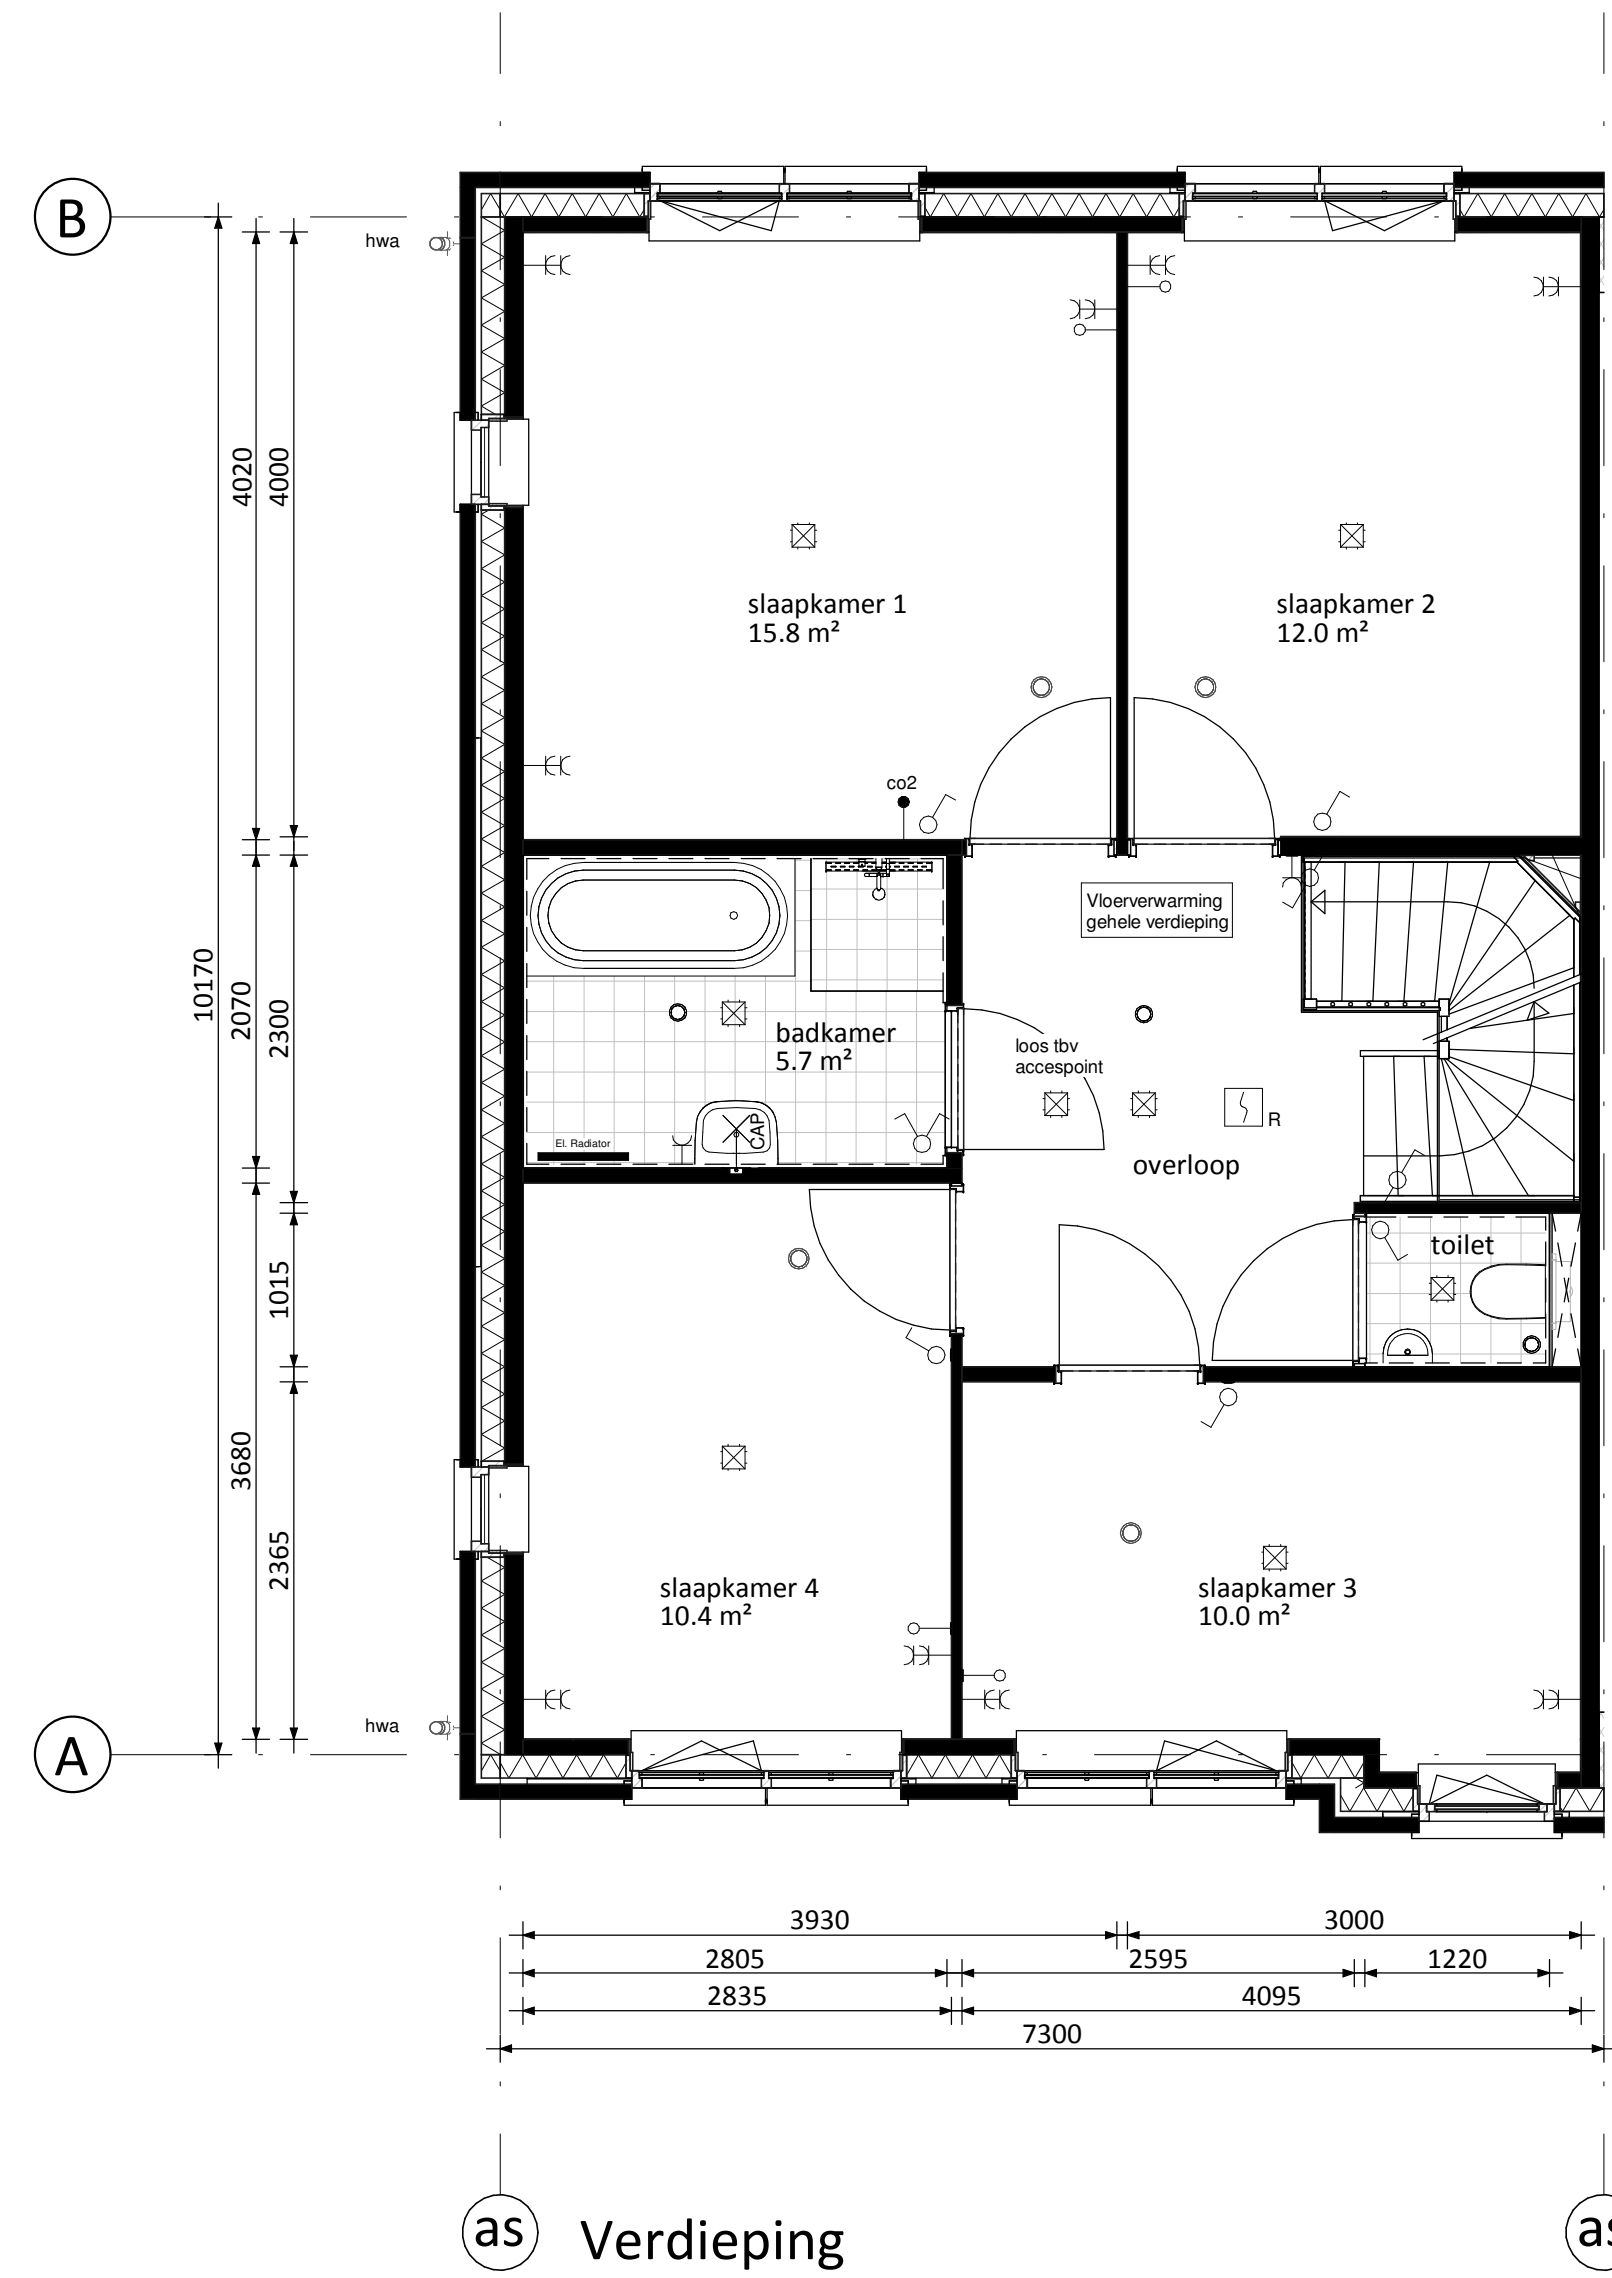 B
hwa
4020
4000
slaapkamer 1
15.8 m²
slaapkamer 2
12.0 m²
co2
Vloerverwarming
gehele verdieping
10170
2070
2300
badkamer
5.7 m²
loos tbv
accespoint
CAP
El. Radiator
R
overloop
toilet
1015
3680
2365
slaapkamer 4
10.4 m²
slaapkamer 3
10.0 m²
hwa
A
3930
3000
2805
2595
1220
2835
4095
7300
as
Verdieping
as